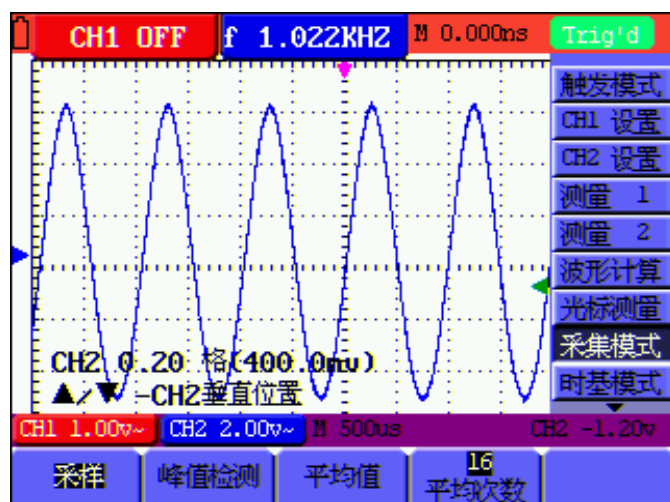 CH1 OFF f 1.022KHZ M 0.000ns Trig'd
触发模式
CH1 设置
CH2 设置
测量 1
测量 2
波形计算
光标测量
采集模式
时基模式
CH2 0.20 格(400.0mv)
▲/▼ -CH2垂直位置
CH1 1.00v~ CH2 2.00v~ M 500us CH2 -1.20v
采样 峰值检测 平均值 16
平均次数